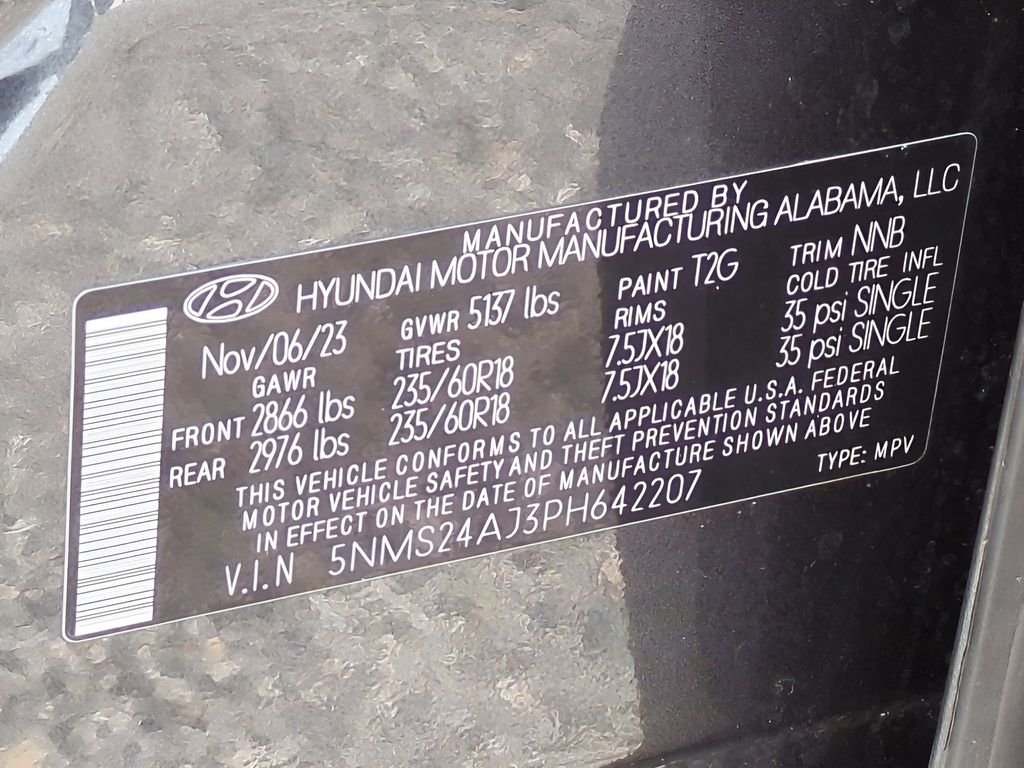 MANUFACTURED BY
HYUNDAI MOTOR MANUFACTURING ALABAMA, LLC
Nov/06/23 GVWR 5137 lbs PAINT T2G TRIM NNB
GAWR TIRES RIMS COLD TIRE INFL
FRONT 2866 lbs 235/60R18 7.5JX18 35 psi SINGLE
REAR 2976 lbs 235/60R18 7.5JX18 35 psi SINGLE
THIS VEHICLE CONFORMS TO ALL APPLICABLE U.S.A. FEDERAL
MOTOR VEHICLE SAFETY AND THEFT PREVENTION STANDARDS
IN EFFECT ON THE DATE OF MANUFACTURE SHOWN ABOVE
V.I.N 5NMS24AJ3PH642207 TYPE: MPV